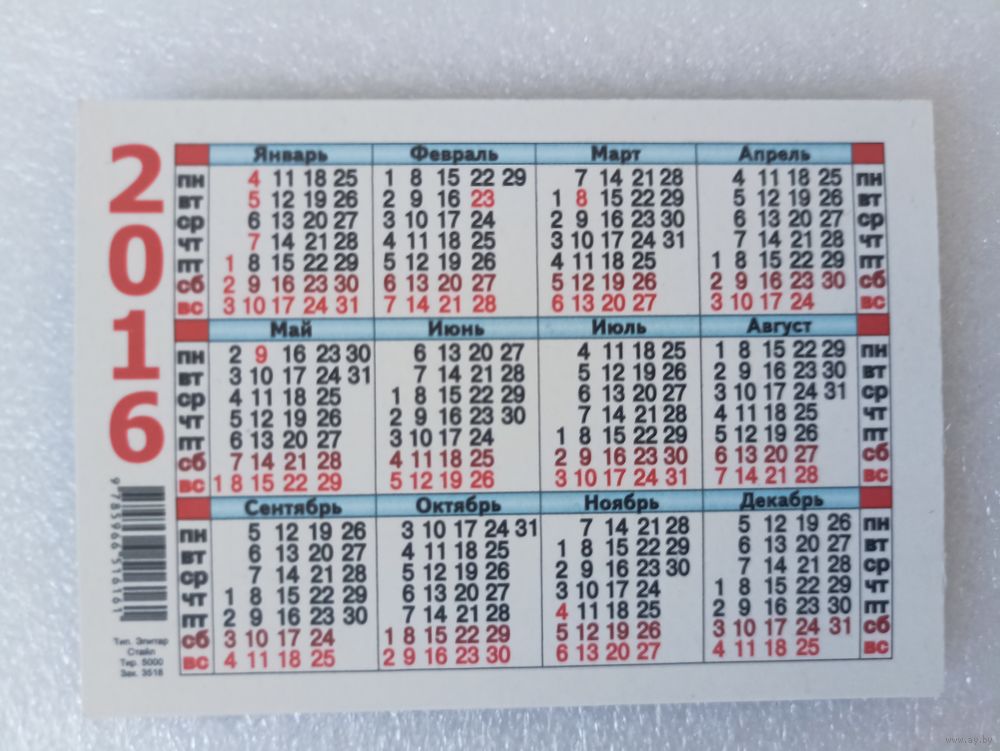 2016
Январь Февраль Март Апрель
пн 4 11 18 25 1 8 15 22 29 7 14 21 28 4 11 18 25 пн
вт 5 12 19 26 2 9 16 23 1 8 15 22 29 5 12 19 26 вт
ср 6 13 20 27 3 10 17 24 2 9 16 23 30 6 13 20 27 ср
чт 7 14 21 28 4 11 18 25 3 10 17 24 31 7 14 21 28 чт
пт 1 8 15 22 29 5 12 19 26 4 11 18 25 1 8 15 22 29 пт
сб 2 9 16 23 30 6 13 20 27 5 12 19 26 2 9 16 23 30 сб
вс 3 10 17 24 31 7 14 21 28 6 13 20 27 3 10 17 24 вс
Май Июнь Июль Август
пн 2 9 16 23 30 6 13 20 27 4 11 18 25 1 8 15 22 29 пн
вт 3 10 17 24 31 7 14 21 28 5 12 19 26 2 9 16 23 30 вт
ср 4 11 18 25 1 8 15 22 29 6 13 20 27 3 10 17 24 31 ср
чт 5 12 19 26 2 9 16 23 30 7 14 21 28 4 11 18 25 чт
пт 6 13 20 27 3 10 17 24 1 8 15 22 29 5 12 19 26 пт
сб 7 14 21 28 4 11 18 25 2 9 16 23 30 6 13 20 27 сб
вс 1 8 15 22 29 5 12 19 26 3 10 17 24 31 7 14 21 28 вс
Сентябрь Октябрь Ноябрь Декабрь
пн 5 12 19 26 3 10 17 24 31 7 14 21 28 5 12 19 26 пн
вт 6 13 20 27 4 11 18 25 1 8 15 22 29 6 13 20 27 вт
ср 7 14 21 28 5 12 19 26 2 9 16 23 30 7 14 21 28 ср
чт 1 8 15 22 29 6 13 20 27 3 10 17 24 1 8 15 22 29 чт
пт 2 9 16 23 30 7 14 21 28 4 11 18 25 2 9 16 23 30 пт
сб 3 10 17 24 1 8 15 22 29 5 12 19 26 3 10 17 24 31 сб
вс 4 11 18 25 2 9 16 23 30 6 13 20 27 4 11 18 25 вс
9 785966 516161
Тип. Элитар
Стайл
Тир. 5000
Зак. 3518
www.ay.by